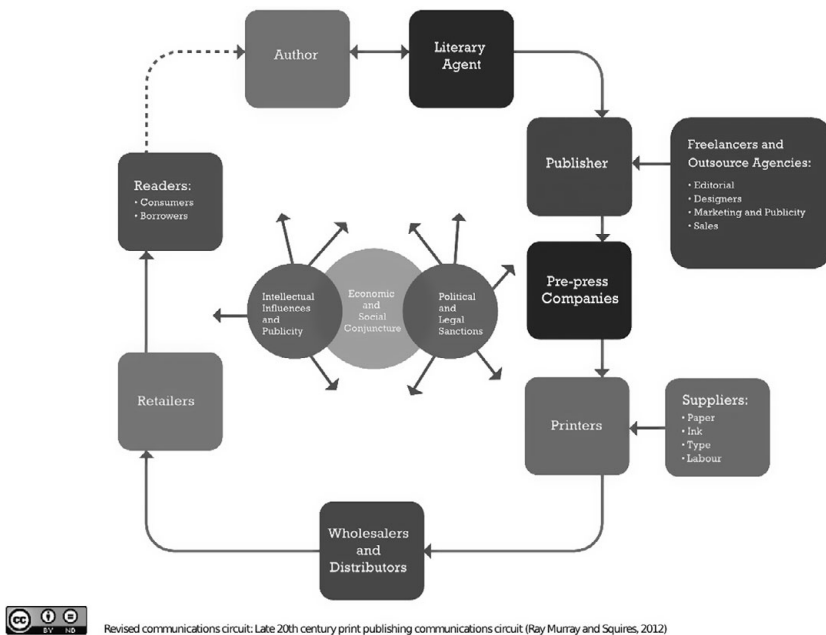 Author
Literary
Agent
Publisher
Freelancers and
Outsource Agencies:
• Editorial
• Designers
• Marketing and Publicity
• Sales
Readers:
• Consumers
• Borrowers
Intellectual
Influences
and
Publicity
Economic
and
Social
Conjuncture
Political
and
Legal
Sanctions
Pre-press
Companies
Retailers
Printers
Suppliers:
• Paper
• Ink
• Type
• Labour
Wholesalers
and
Distributors
cc
BY ND
Revised communications circuit: Late 20th century print publishing communications circuit (Ray Murray and Squires, 2012)